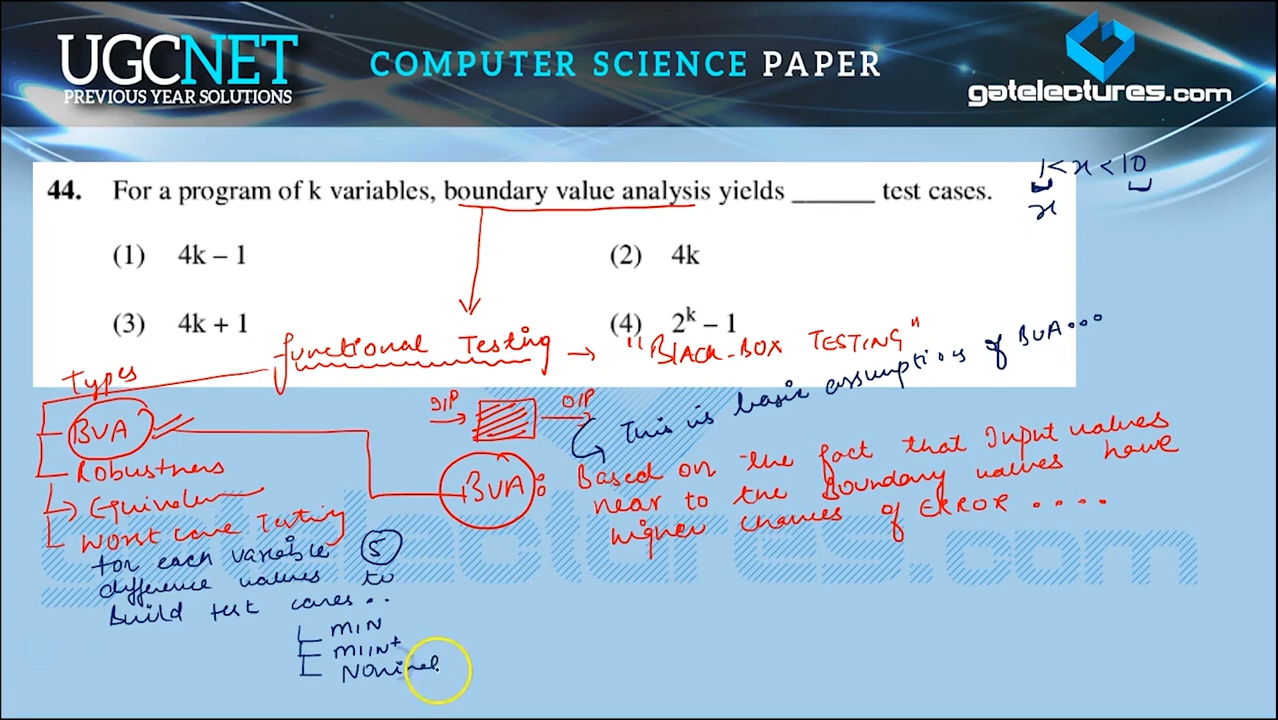 UGCNET
PREVIOUS YEAR SOLUTIONS
COMPUTER SCIENCE PAPER
gatelectures.com
1 < x < 10
x
44. For a program of k variables, boundary value analysis yields ______ test cases.
(1) 4k – 1
(2) 4k
(3) 4k + 1
(4) 2^k – 1
functional Testing → "BLACK-BOX TESTING"
This is basic assumption of BVA...
Types
BVA
Robustness
Equivalen
Worst case Testing
I/P
O/P
BVA:
Based on the fact that Input values
near to the Boundary values have
higher chances of ERROR....
for each variable 5
difference values to
Build test cases..
MIN
MIIN+
Nominal
gatelectures.com